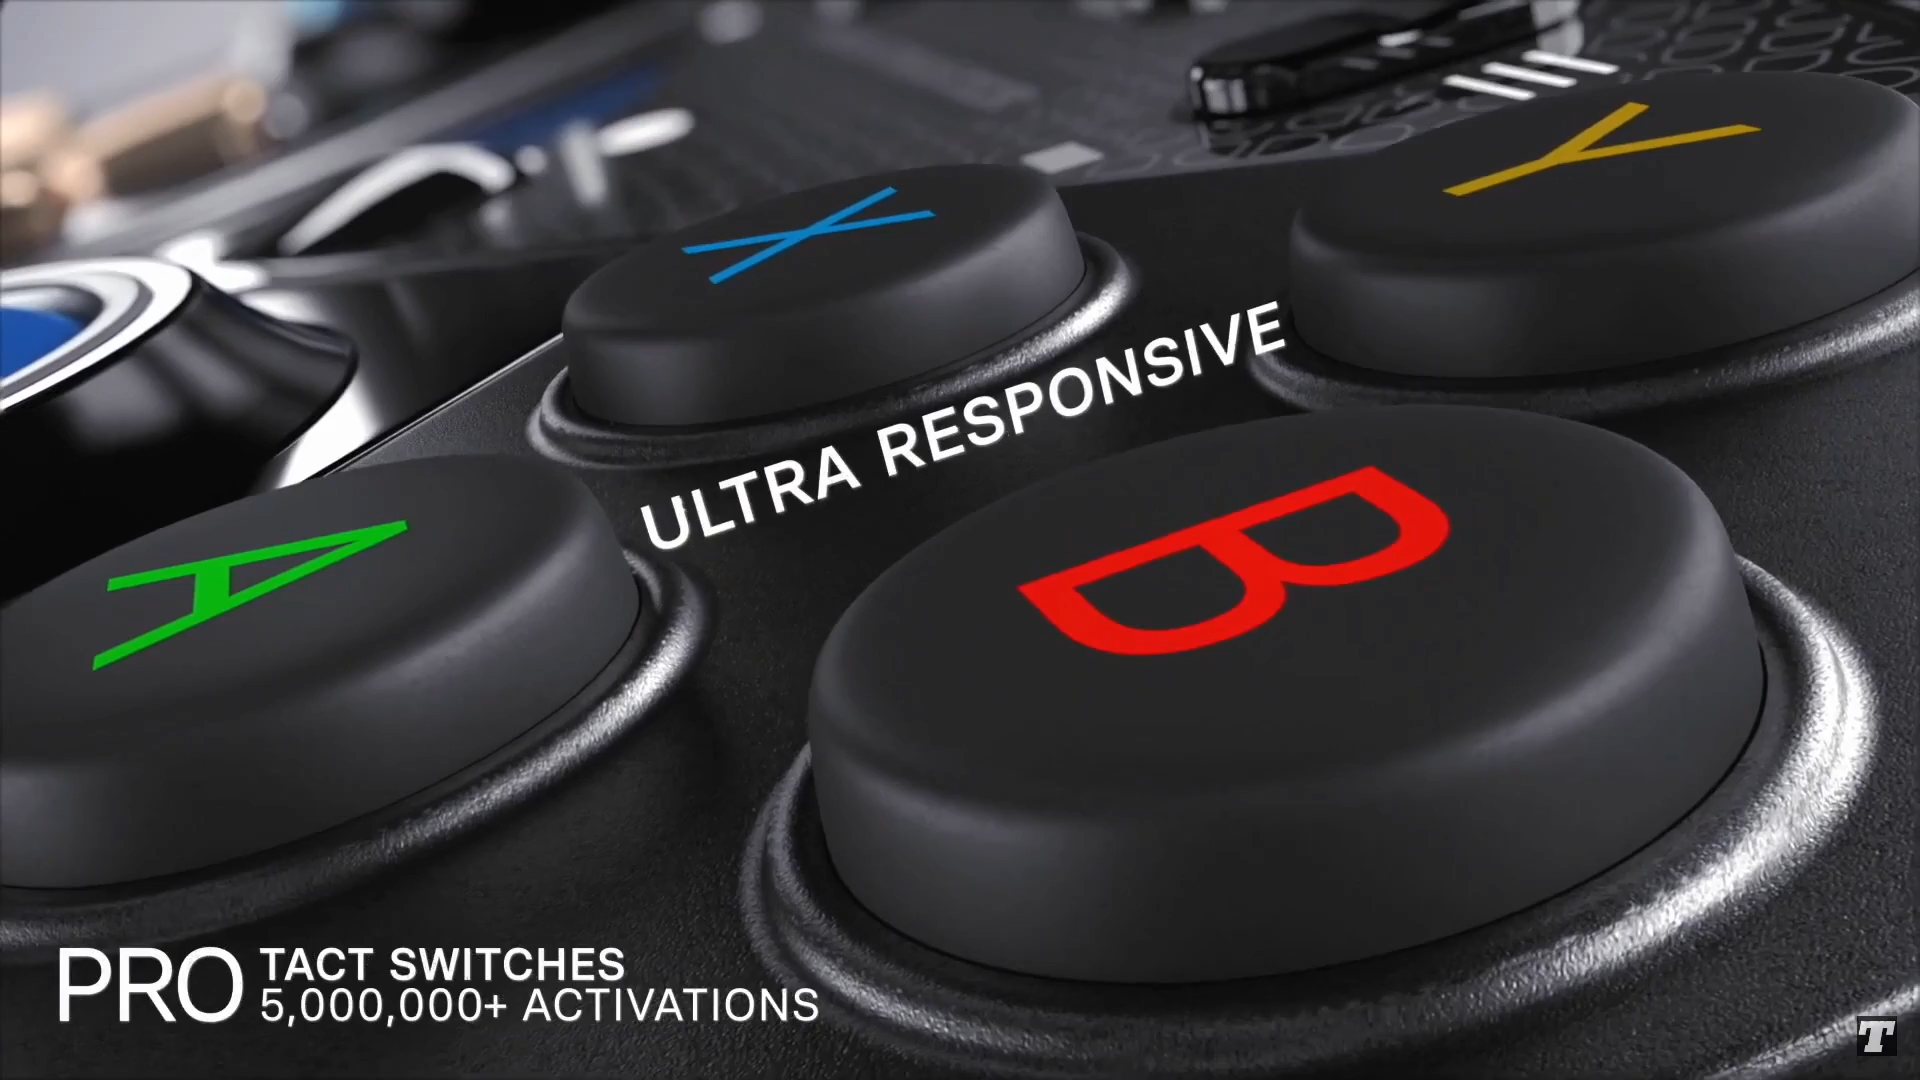 X
Y
ULTRA RESPONSIVE
A
B
PRO
TACT SWITCHES
5,000,000+ ACTIVATIONS
T